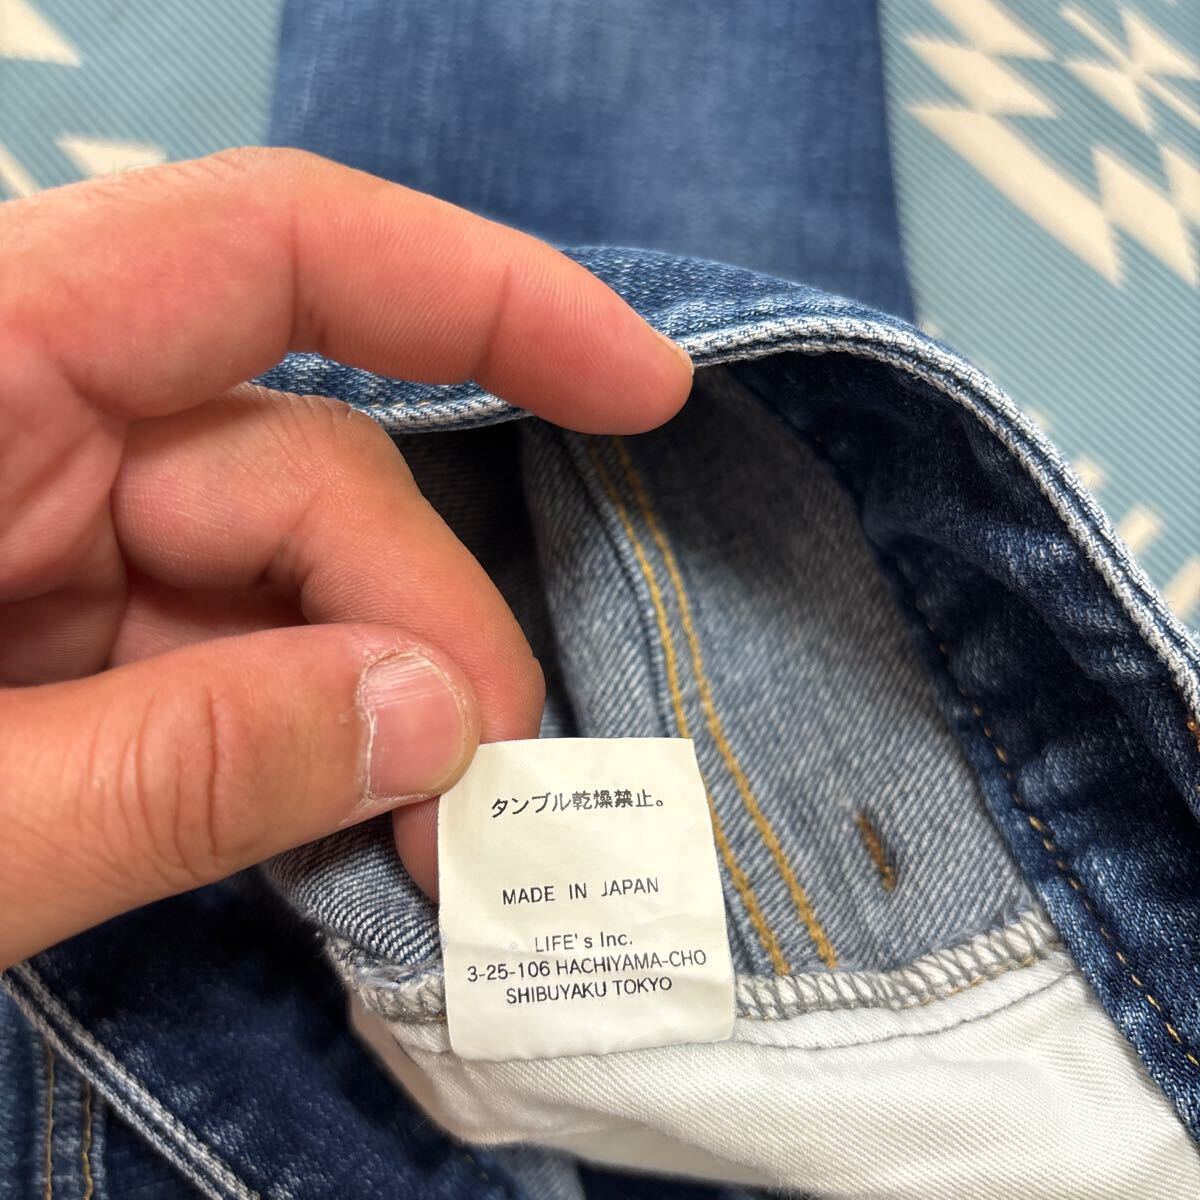 タンブル乾燥禁止。
MADE IN JAPAN
LIFE's Inc.
3-25-106 HACHIYAMA-CHO
SHIBUYAKU TOKYO